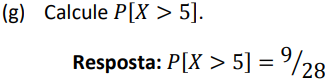 (g) Calcule P[X > 5].
Resposta: P[X > 5] = 9/28